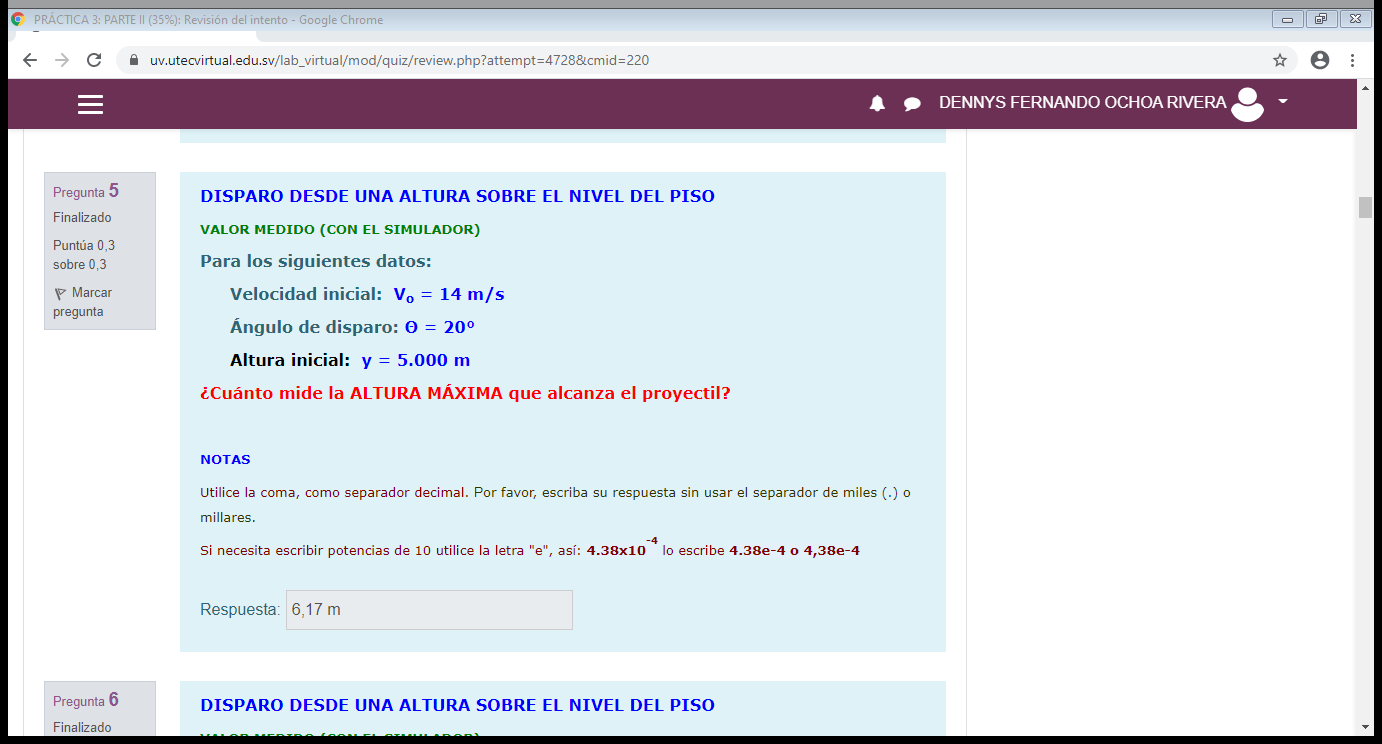 PRÁCTICA 3: PARTE II (35%): Revisión del intento - Google Chrome
uv.utecvirtual.edu.sv/lab_virtual/mod/quiz/review.php?attempt=4728&cmid=220
DENNYS FERNANDO OCHOA RIVERA
Pregunta 5
Finalizado
Puntúa 0,3
sobre 0,3
Marcar
pregunta
DISPARO DESDE UNA ALTURA SOBRE EL NIVEL DEL PISO
VALOR MEDIDO (CON EL SIMULADOR)
Para los siguientes datos:
Velocidad inicial: Vo = 14 m/s
Ángulo de disparo: Θ = 20º
Altura inicial: y = 5.000 m
¿Cuánto mide la ALTURA MÁXIMA que alcanza el proyectil?
NOTAS
Utilice la coma, como separador decimal. Por favor, escriba su respuesta sin usar el separador de miles (.) o
millares.
Si necesita escribir potencias de 10 utilice la letra "e", así: 4.38x10-4 lo escribe 4.38e-4 o 4,38e-4
Respuesta: 6,17 m
Pregunta 6
Finalizado
DISPARO DESDE UNA ALTURA SOBRE EL NIVEL DEL PISO
VALOR MEDIDO (CON EL SIMULADOR)